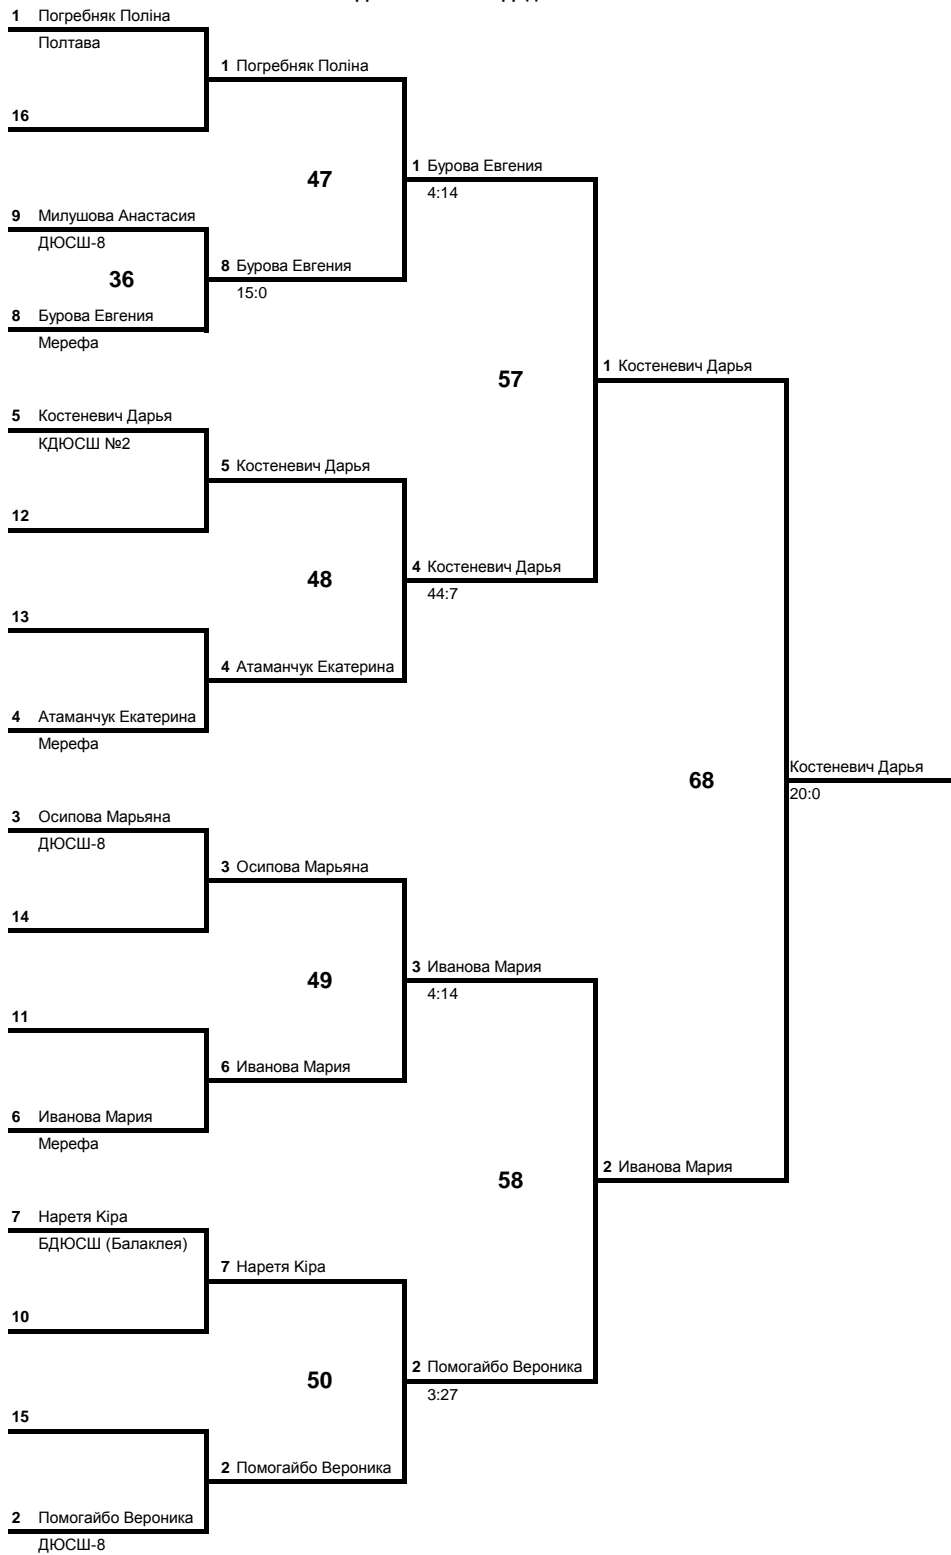 1 Погребняк Поліна
Полтава
1 Погребняк Поліна
16
1 Бурова Евгения
47
4:14
9 Милушова Анастасия
ДЮСШ-8
8 Бурова Евгения
36
15:0
8 Бурова Евгения
Мерефа
1 Костеневич Дарья
57
5 Костеневич Дарья
КДЮСШ №2
5 Костеневич Дарья
12
4 Костеневич Дарья
48
44:7
13
4 Атаманчук Екатерина
4 Атаманчук Екатерина
Мерефа
Костеневич Дарья
68
20:0
3 Осипова Марьяна
ДЮСШ-8
3 Осипова Марьяна
14
3 Иванова Мария
49
4:14
11
6 Иванова Мария
6 Иванова Мария
Мерефа
2 Иванова Мария
58
7 Наретя Кіра
БДЮСШ (Балаклея)
7 Наретя Кіра
10
2 Помогайбо Вероника
50
3:27
15
2 Помогайбо Вероника
2 Помогайбо Вероника
ДЮСШ-8